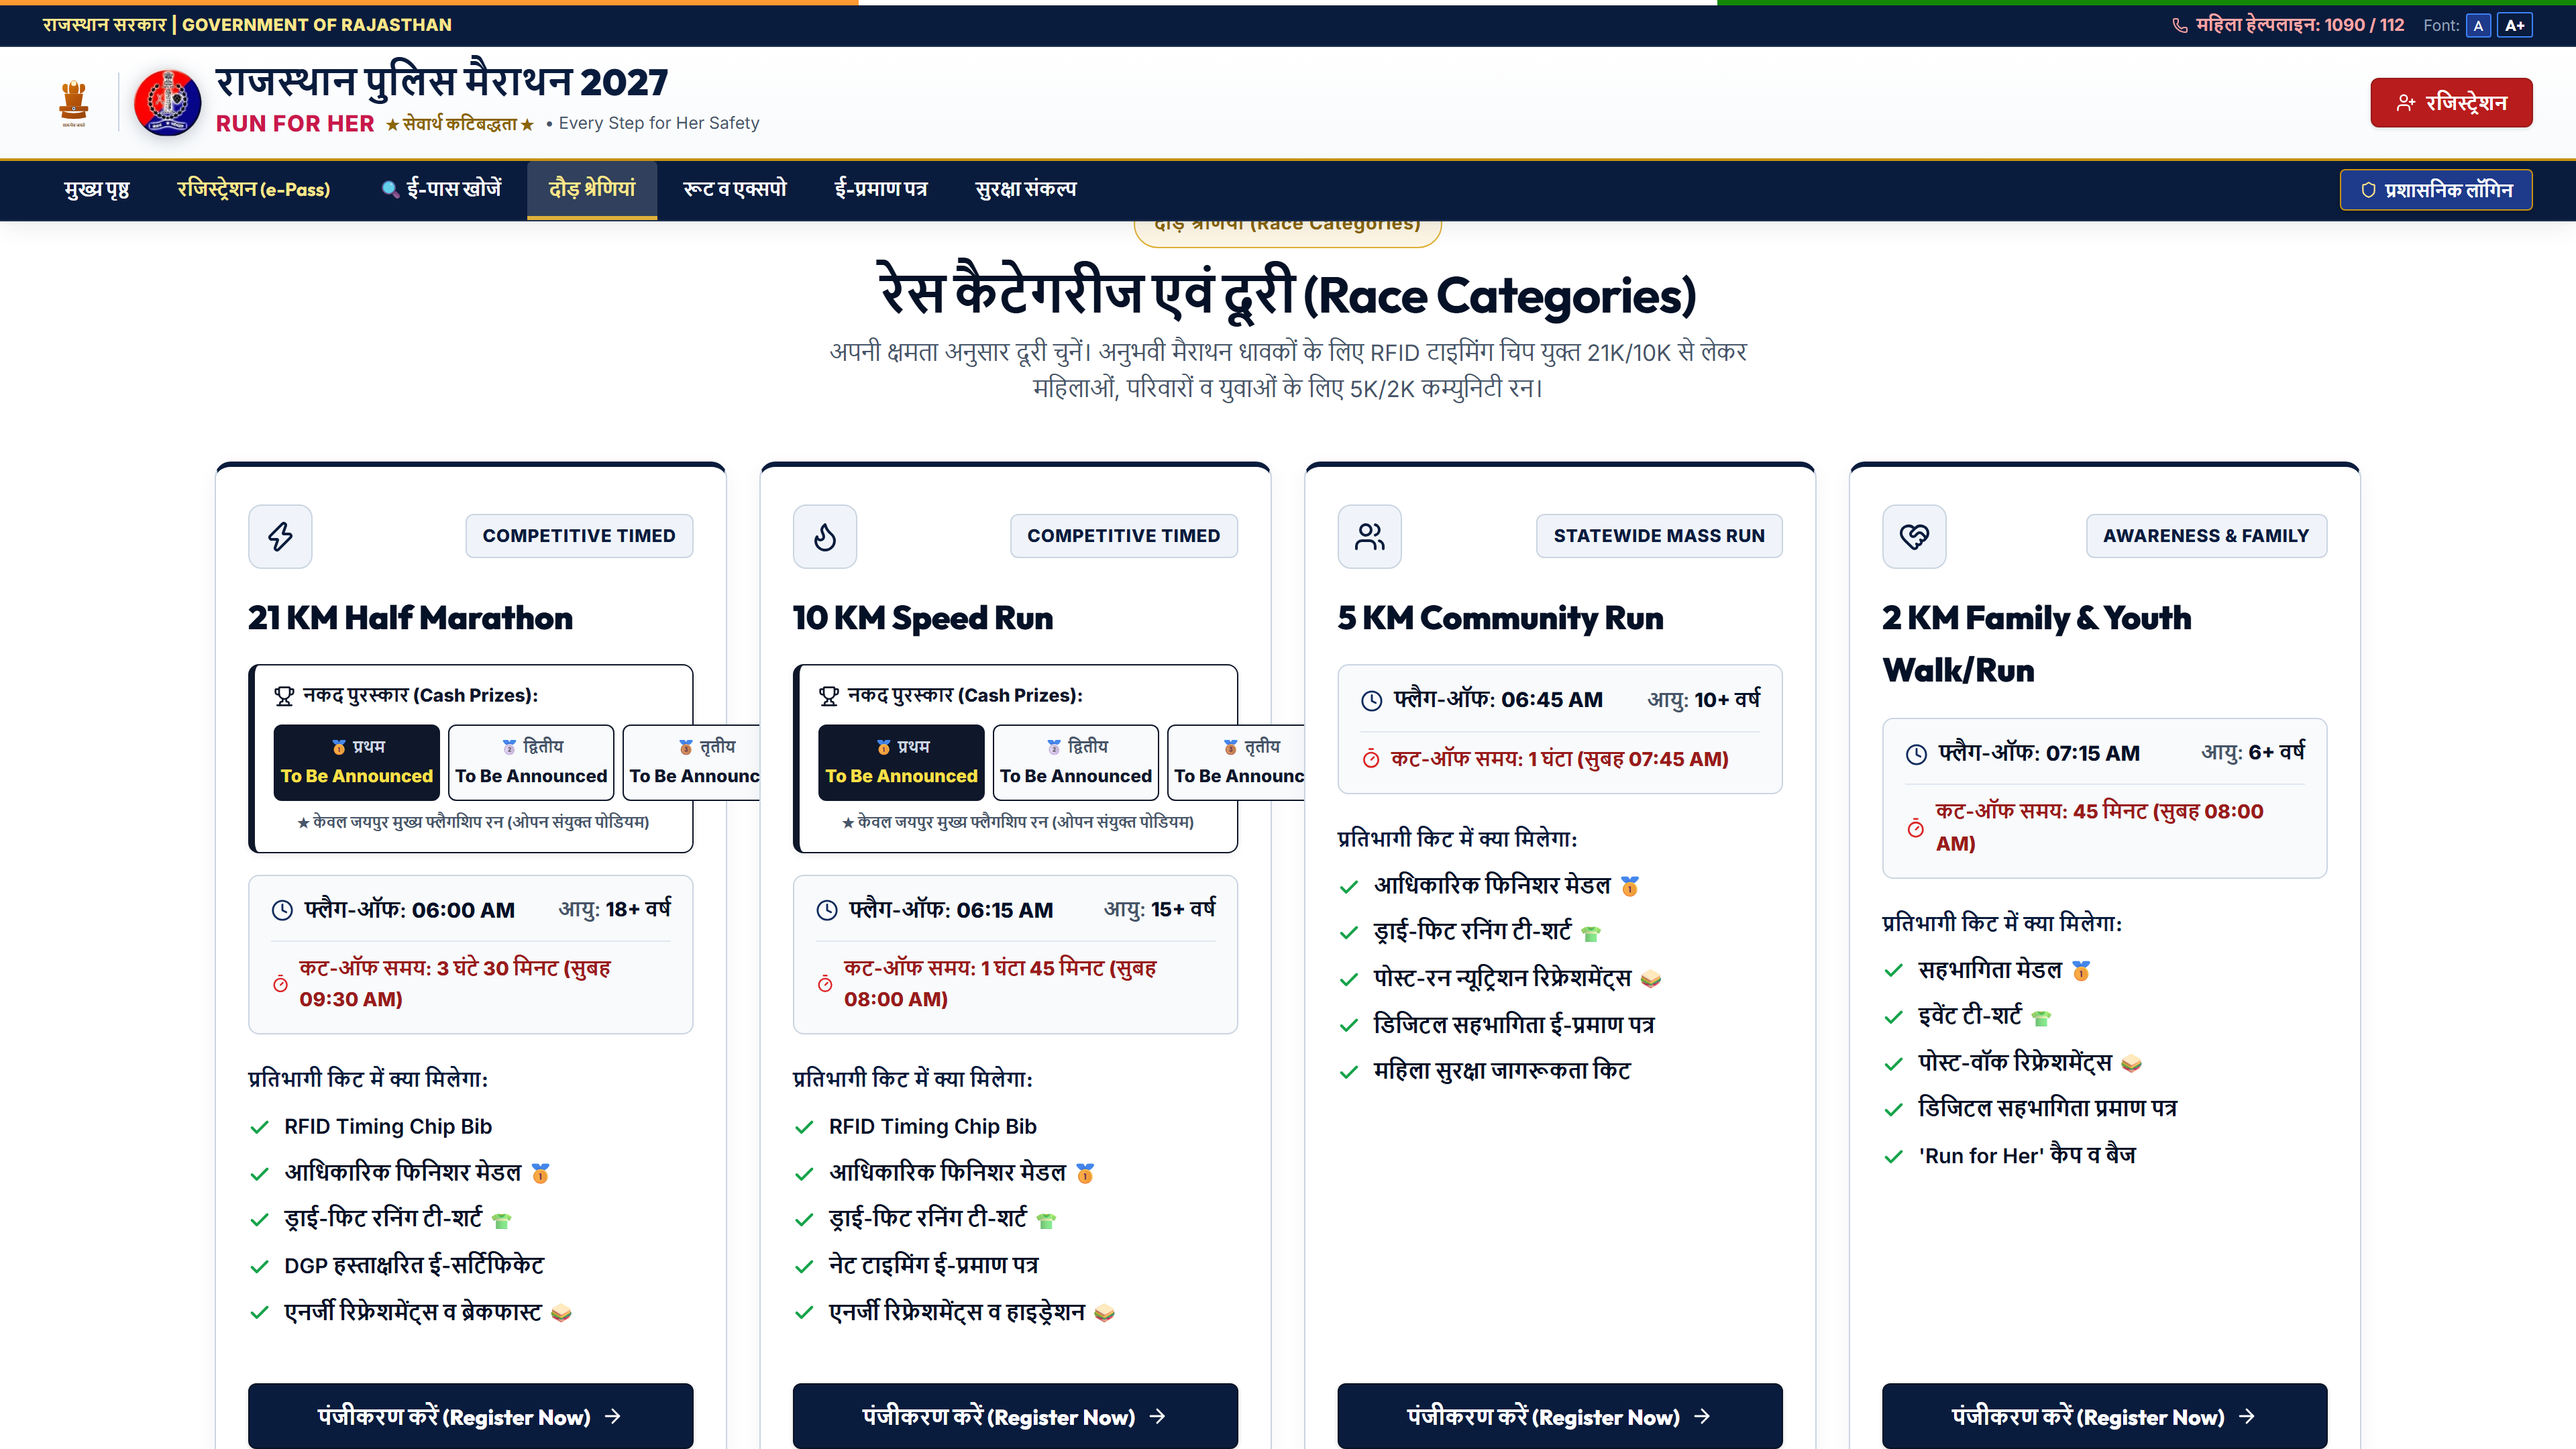 राजस्थान सरकार | GOVERNMENT OF RAJASTHAN
महिला हेल्पलाइन: 1090 / 112 Font: A A+
राजस्थान पुलिस मैराथन 2027
RUN FOR HER ★ सेवार्थ कटिबद्धता ★ • Every Step for Her Safety
रजिस्ट्रेशन
मुख्य पृष्ठ रजिस्ट्रेशन (e-Pass) ई-पास खोजें दौड़ श्रेणियां रूट व एक्सपो ई-प्रमाण पत्र सुरक्षा संकल्प प्रशासनिक लॉगिन
दौड़ श्रेणियां (Race Categories)
रेस कैटेगरीज एवं दूरी (Race Categories)
अपनी क्षमता अनुसार दूरी चुनें। अनुभवी मैराथन धावकों के लिए RFID टाइमिंग चिप युक्त 21K/10K से लेकर
महिलाओं, परिवारों व युवाओं के लिए 5K/2K कम्युनिटी रन।
COMPETITIVE TIMED
21 KM Half Marathon
नकद पुरस्कार (Cash Prizes):
प्रथम द्वितीय तृतीय
To Be Announced To Be Announced To Be Announc
★ केवल जयपुर मुख्य फ्लैगशिप रन (ओपन संयुक्त पोडियम)
फ्लैग-ऑफ: 06:00 AM आयु: 18+ वर्ष
कट-ऑफ समय: 3 घंटे 30 मिनट (सुबह
09:30 AM)
प्रतिभागी किट में क्या मिलेगा:
RFID Timing Chip Bib
आधिकारिक फिनिशर मेडल
ड्राई-फिट रनिंग टी-शर्ट
DGP हस्ताक्षरित ई-सर्टिफिकेट
एनर्जी रिफ्रेशमेंट्स व ब्रेकफास्ट
पंजीकरण करें (Register Now) →
COMPETITIVE TIMED
10 KM Speed Run
नकद पुरस्कार (Cash Prizes):
प्रथम द्वितीय तृतीय
To Be Announced To Be Announced To Be Announc
★ केवल जयपुर मुख्य फ्लैगशिप रन (ओपन संयुक्त पोडियम)
फ्लैग-ऑफ: 06:15 AM आयु: 15+ वर्ष
कट-ऑफ समय: 1 घंटा 45 मिनट (सुबह
08:00 AM)
प्रतिभागी किट में क्या मिलेगा:
RFID Timing Chip Bib
आधिकारिक फिनिशर मेडल
ड्राई-फिट रनिंग टी-शर्ट
नेट टाइमिंग ई-प्रमाण पत्र
एनर्जी रिफ्रेशमेंट्स व हाइड्रेशन
पंजीकरण करें (Register Now) →
STATEWIDE MASS RUN
5 KM Community Run
फ्लैग-ऑफ: 06:45 AM आयु: 10+ वर्ष
कट-ऑफ समय: 1 घंटा (सुबह 07:45 AM)
प्रतिभागी किट में क्या मिलेगा:
आधिकारिक फिनिशर मेडल
ड्राई-फिट रनिंग टी-शर्ट
पोस्ट-रन न्यूट्रिशन रिफ्रेशमेंट्स
डिजिटल सहभागिता ई-प्रमाण पत्र
महिला सुरक्षा जागरूकता किट
पंजीकरण करें (Register Now) →
AWARENESS & FAMILY
2 KM Family & Youth
Walk/Run
फ्लैग-ऑफ: 07:15 AM आयु: 6+ वर्ष
कट-ऑफ समय: 45 मिनट (सुबह 08:00
AM)
प्रतिभागी किट में क्या मिलेगा:
सहभागिता मेडल
इवेंट टी-शर्ट
पोस्ट-वॉक रिफ्रेशमेंट्स
डिजिटल सहभागिता प्रमाण पत्र
'Run for Her' कैप व बैज
पंजीकरण करें (Register Now) →